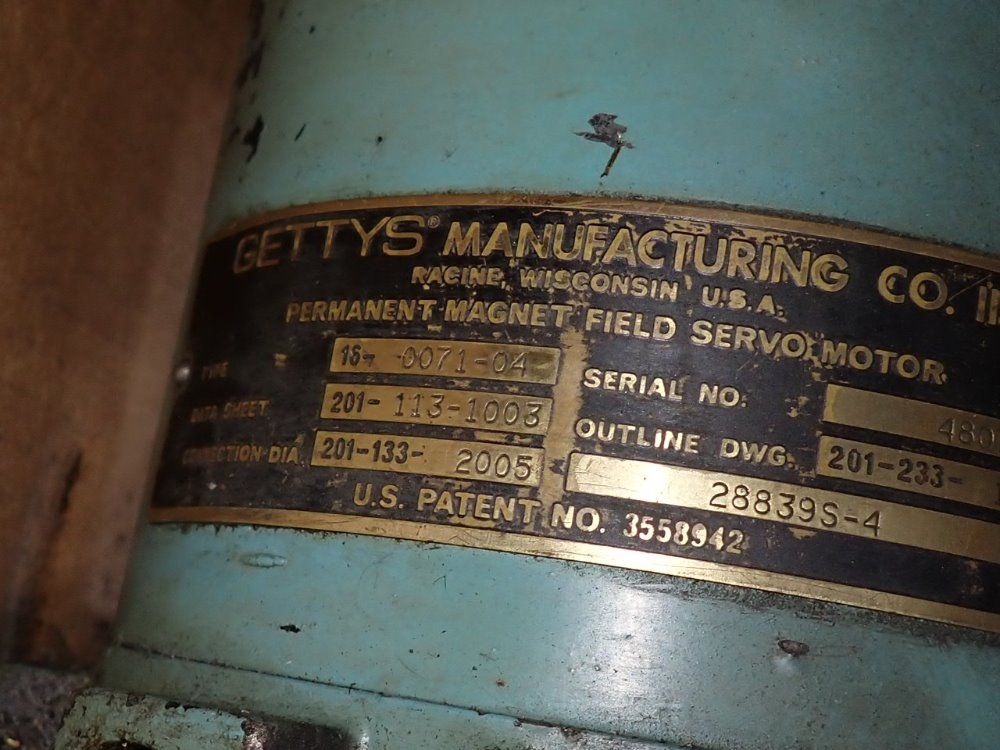 GETTYS® MANUFACTURING CO.
RACINE, WISCONSIN U.S.A.
PERMANENT MAGNET FIELD SERVO MOTOR
TYPE 16- 0071-04 SERIAL NO. 480
DATA SHEET 201- 113-1003 OUTLINE DWG. 201-233-
CONNECTION DIA. 201-133- 2005 28839S-4
U.S. PATENT NO. 3558942